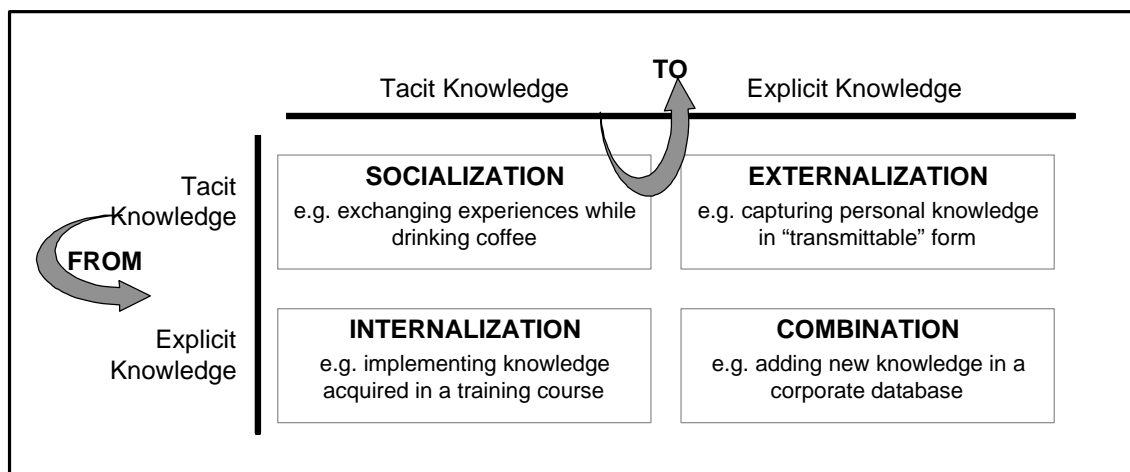 TO
Tacit Knowledge
Explicit Knowledge
Tacit
Knowledge
FROM
Explicit
Knowledge
SOCIALIZATION
e.g. exchanging experiences while
drinking coffee
EXTERNALIZATION
e.g. capturing personal knowledge
in “transmittable” form
INTERNALIZATION
e.g. implementing knowledge
acquired in a training course
COMBINATION
e.g. adding new knowledge in a
corporate database